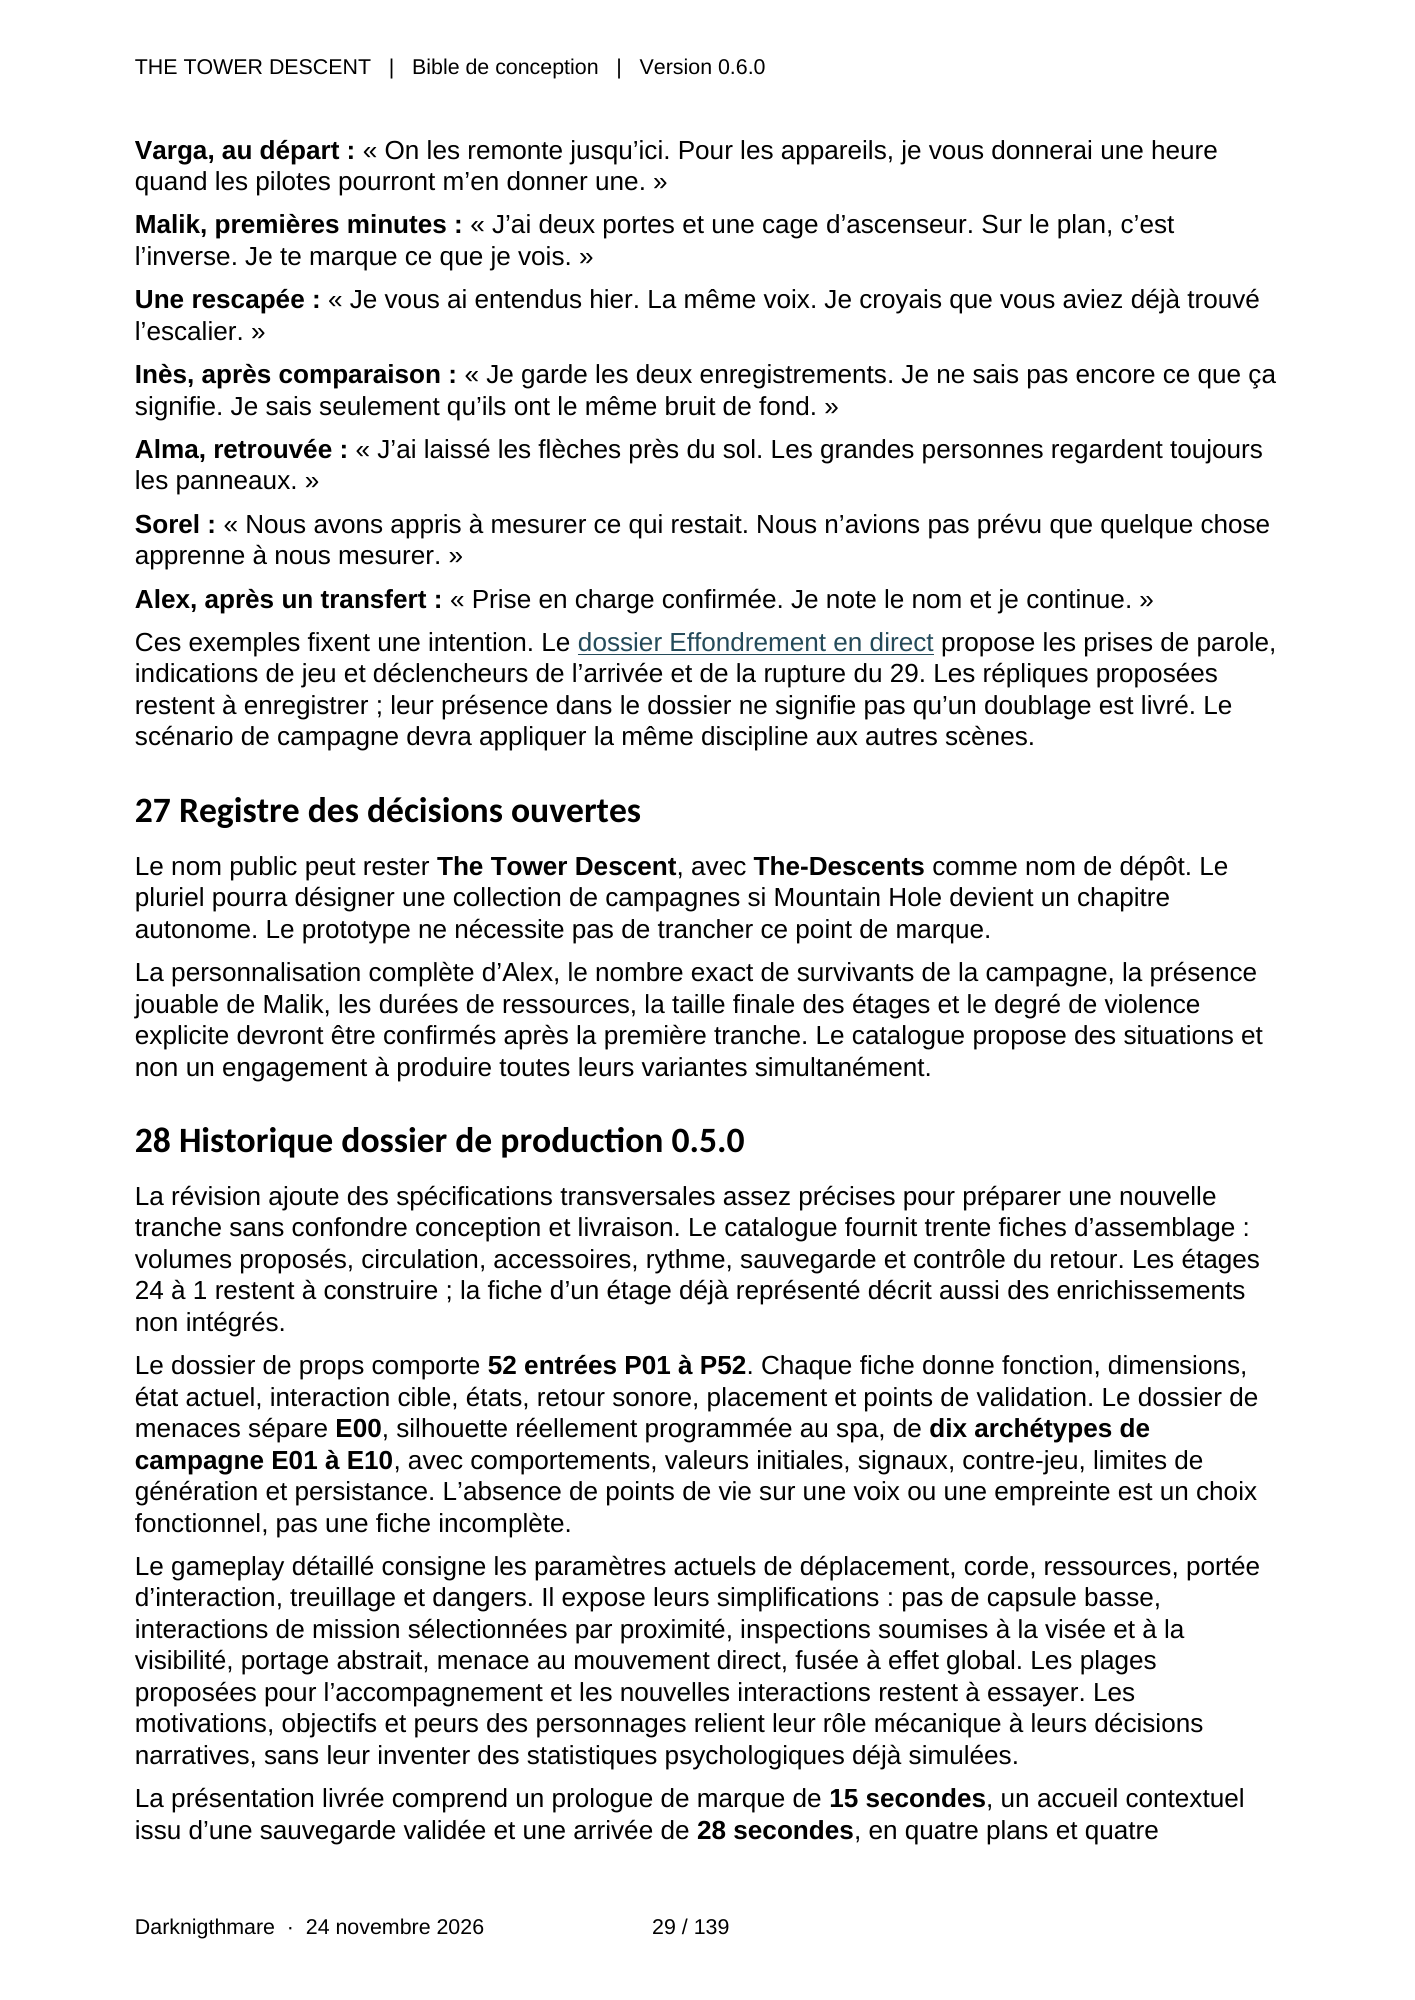 THE TOWER DESCENT | Bible de conception | Version 0.6.0
Varga, au départ : « On les remonte jusqu’ici. Pour les appareils, je vous donnerai une heure
quand les pilotes pourront m’en donner une. »
Malik, premières minutes : « J’ai deux portes et une cage d’ascenseur. Sur le plan, c’est
l’inverse. Je te marque ce que je vois. »
Une rescapée : « Je vous ai entendus hier. La même voix. Je croyais que vous aviez déjà trouvé
l’escalier. »
Inès, après comparaison : « Je garde les deux enregistrements. Je ne sais pas encore ce que ça
signifie. Je sais seulement qu’ils ont le même bruit de fond. »
Alma, retrouvée : « J’ai laissé les flèches près du sol. Les grandes personnes regardent toujours
les panneaux. »
Sorel : « Nous avons appris à mesurer ce qui restait. Nous n’avions pas prévu que quelque chose
apprenne à nous mesurer. »
Alex, après un transfert : « Prise en charge confirmée. Je note le nom et je continue. »
Ces exemples fixent une intention. Le dossier Effondrement en direct propose les prises de parole,
indications de jeu et déclencheurs de l’arrivée et de la rupture du 29. Les répliques proposées
restent à enregistrer ; leur présence dans le dossier ne signifie pas qu’un doublage est livré. Le
scénario de campagne devra appliquer la même discipline aux autres scènes.
27 Registre des décisions ouvertes
Le nom public peut rester The Tower Descent, avec The-Descents comme nom de dépôt. Le
pluriel pourra désigner une collection de campagnes si Mountain Hole devient un chapitre
autonome. Le prototype ne nécessite pas de trancher ce point de marque.
La personnalisation complète d’Alex, le nombre exact de survivants de la campagne, la présence
jouable de Malik, les durées de ressources, la taille finale des étages et le degré de violence
explicite devront être confirmés après la première tranche. Le catalogue propose des situations et
non un engagement à produire toutes leurs variantes simultanément.
28 Historique dossier de production 0.5.0
La révision ajoute des spécifications transversales assez précises pour préparer une nouvelle
tranche sans confondre conception et livraison. Le catalogue fournit trente fiches d’assemblage :
volumes proposés, circulation, accessoires, rythme, sauvegarde et contrôle du retour. Les étages
24 à 1 restent à construire ; la fiche d’un étage déjà représenté décrit aussi des enrichissements
non intégrés.
Le dossier de props comporte 52 entrées P01 à P52. Chaque fiche donne fonction, dimensions,
état actuel, interaction cible, états, retour sonore, placement et points de validation. Le dossier de
menaces sépare E00, silhouette réellement programmée au spa, de dix archétypes de
campagne E01 à E10, avec comportements, valeurs initiales, signaux, contre-jeu, limites de
génération et persistance. L’absence de points de vie sur une voix ou une empreinte est un choix
fonctionnel, pas une fiche incomplète.
Le gameplay détaillé consigne les paramètres actuels de déplacement, corde, ressources, portée
d’interaction, treuillage et dangers. Il expose leurs simplifications : pas de capsule basse,
interactions de mission sélectionnées par proximité, inspections soumises à la visée et à la
visibilité, portage abstrait, menace au mouvement direct, fusée à effet global. Les plages
proposées pour l’accompagnement et les nouvelles interactions restent à essayer. Les
motivations, objectifs et peurs des personnages relient leur rôle mécanique à leurs décisions
narratives, sans leur inventer des statistiques psychologiques déjà simulées.
La présentation livrée comprend un prologue de marque de 15 secondes, un accueil contextuel
issu d’une sauvegarde validée et une arrivée de 28 secondes, en quatre plans et quatre
Darknigthmare · 24 novembre 2026 29 / 139